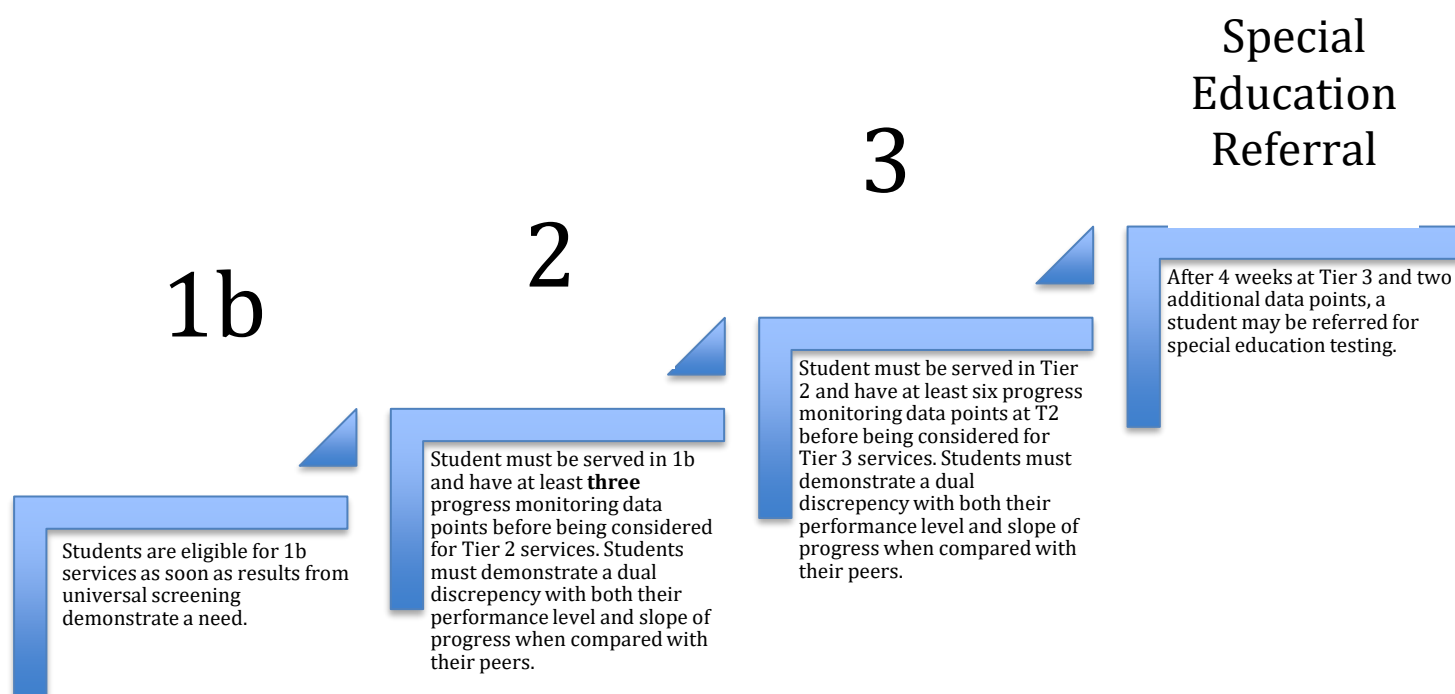 1b
Students are eligible for 1b
services as soon as results from
universal screening
demonstrate a need.
2
Student must be served in 1b
and have at least three
progress monitoring data
points before being considered
for Tier 2 services. Students
must demonstrate a dual
discrepency with both their
performance level and slope of
progress when compared with
their peers.
3
Student must be served in Tier
2 and have at least six progress
monitoring data points at T2
before being considered for
Tier 3 services. Students must
demonstrate a dual
discrepency with both their
performance level and slope of
progress when compared with
their peers.
Special
Education
Referral
After 4 weeks at Tier 3 and two
additional data points, a
student may be referred for
special education testing.